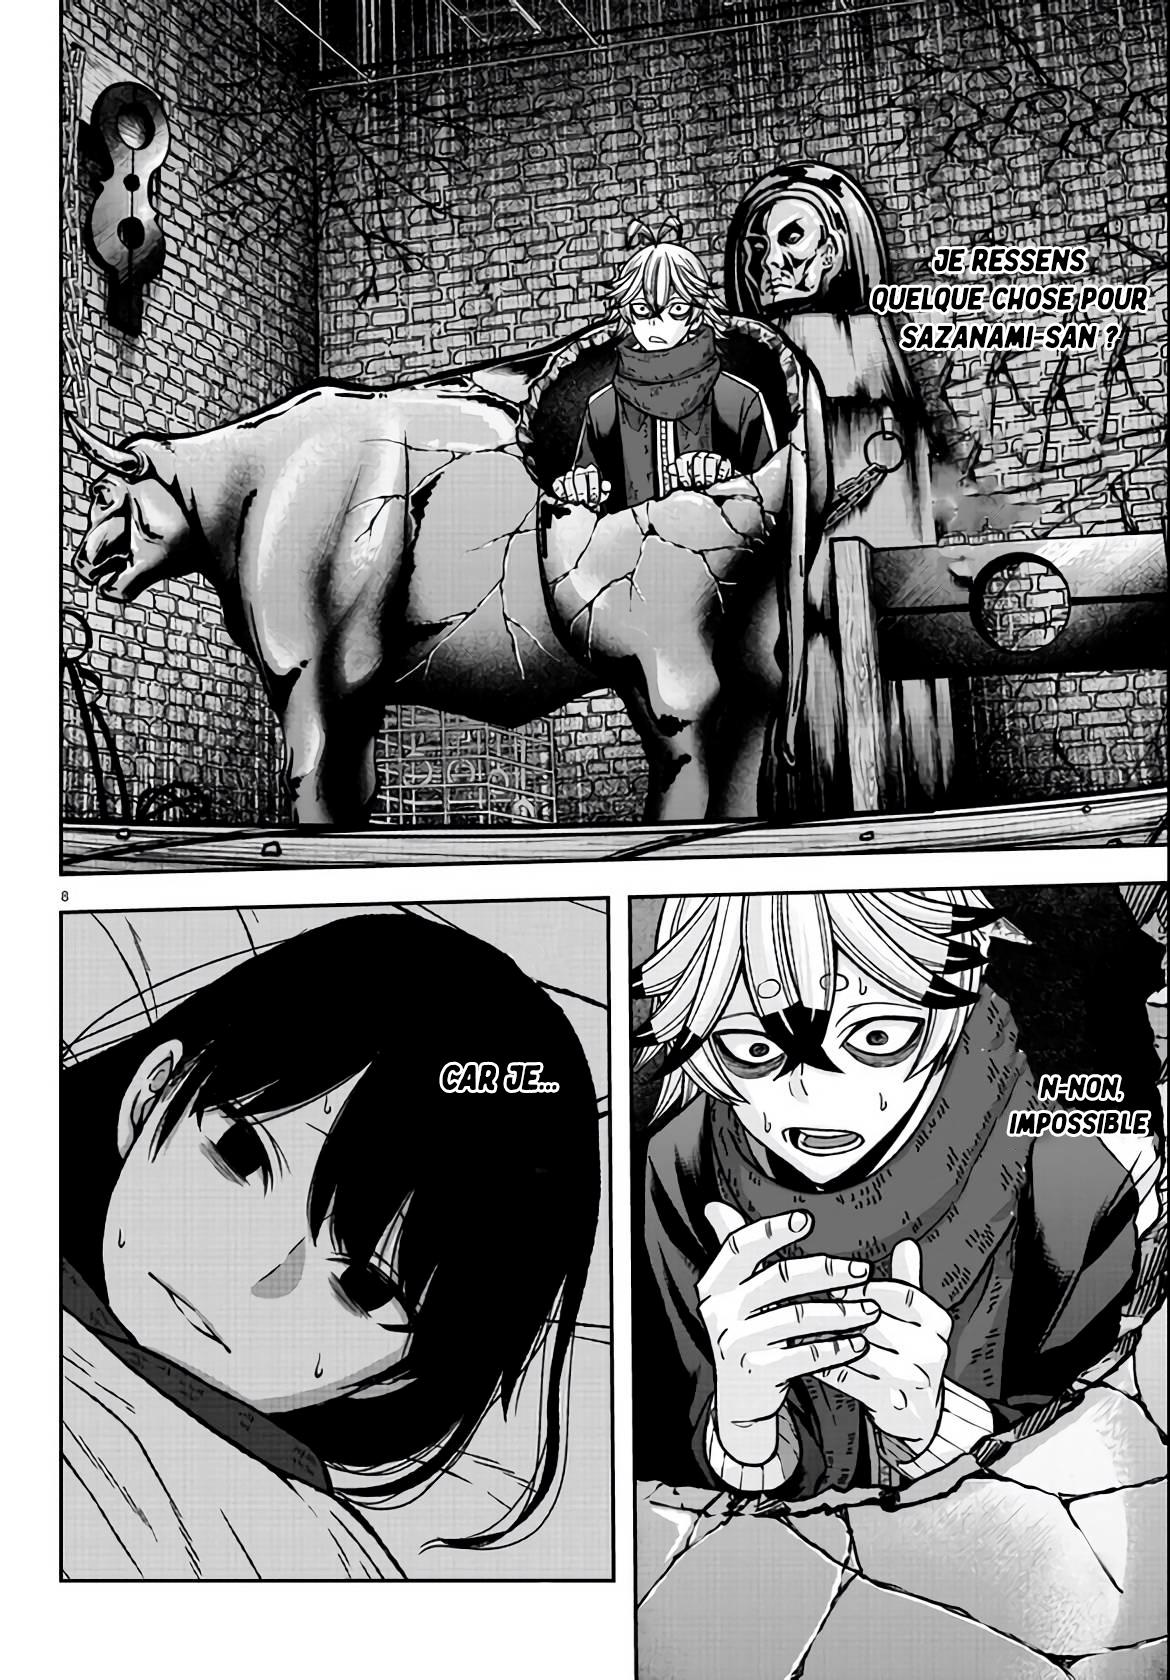 JE RESSENS
QUELQUE CHOSE POUR
SAZANAMI-SAN ?
8
N-NON,
IMPOSSIBLE
CAR JE...